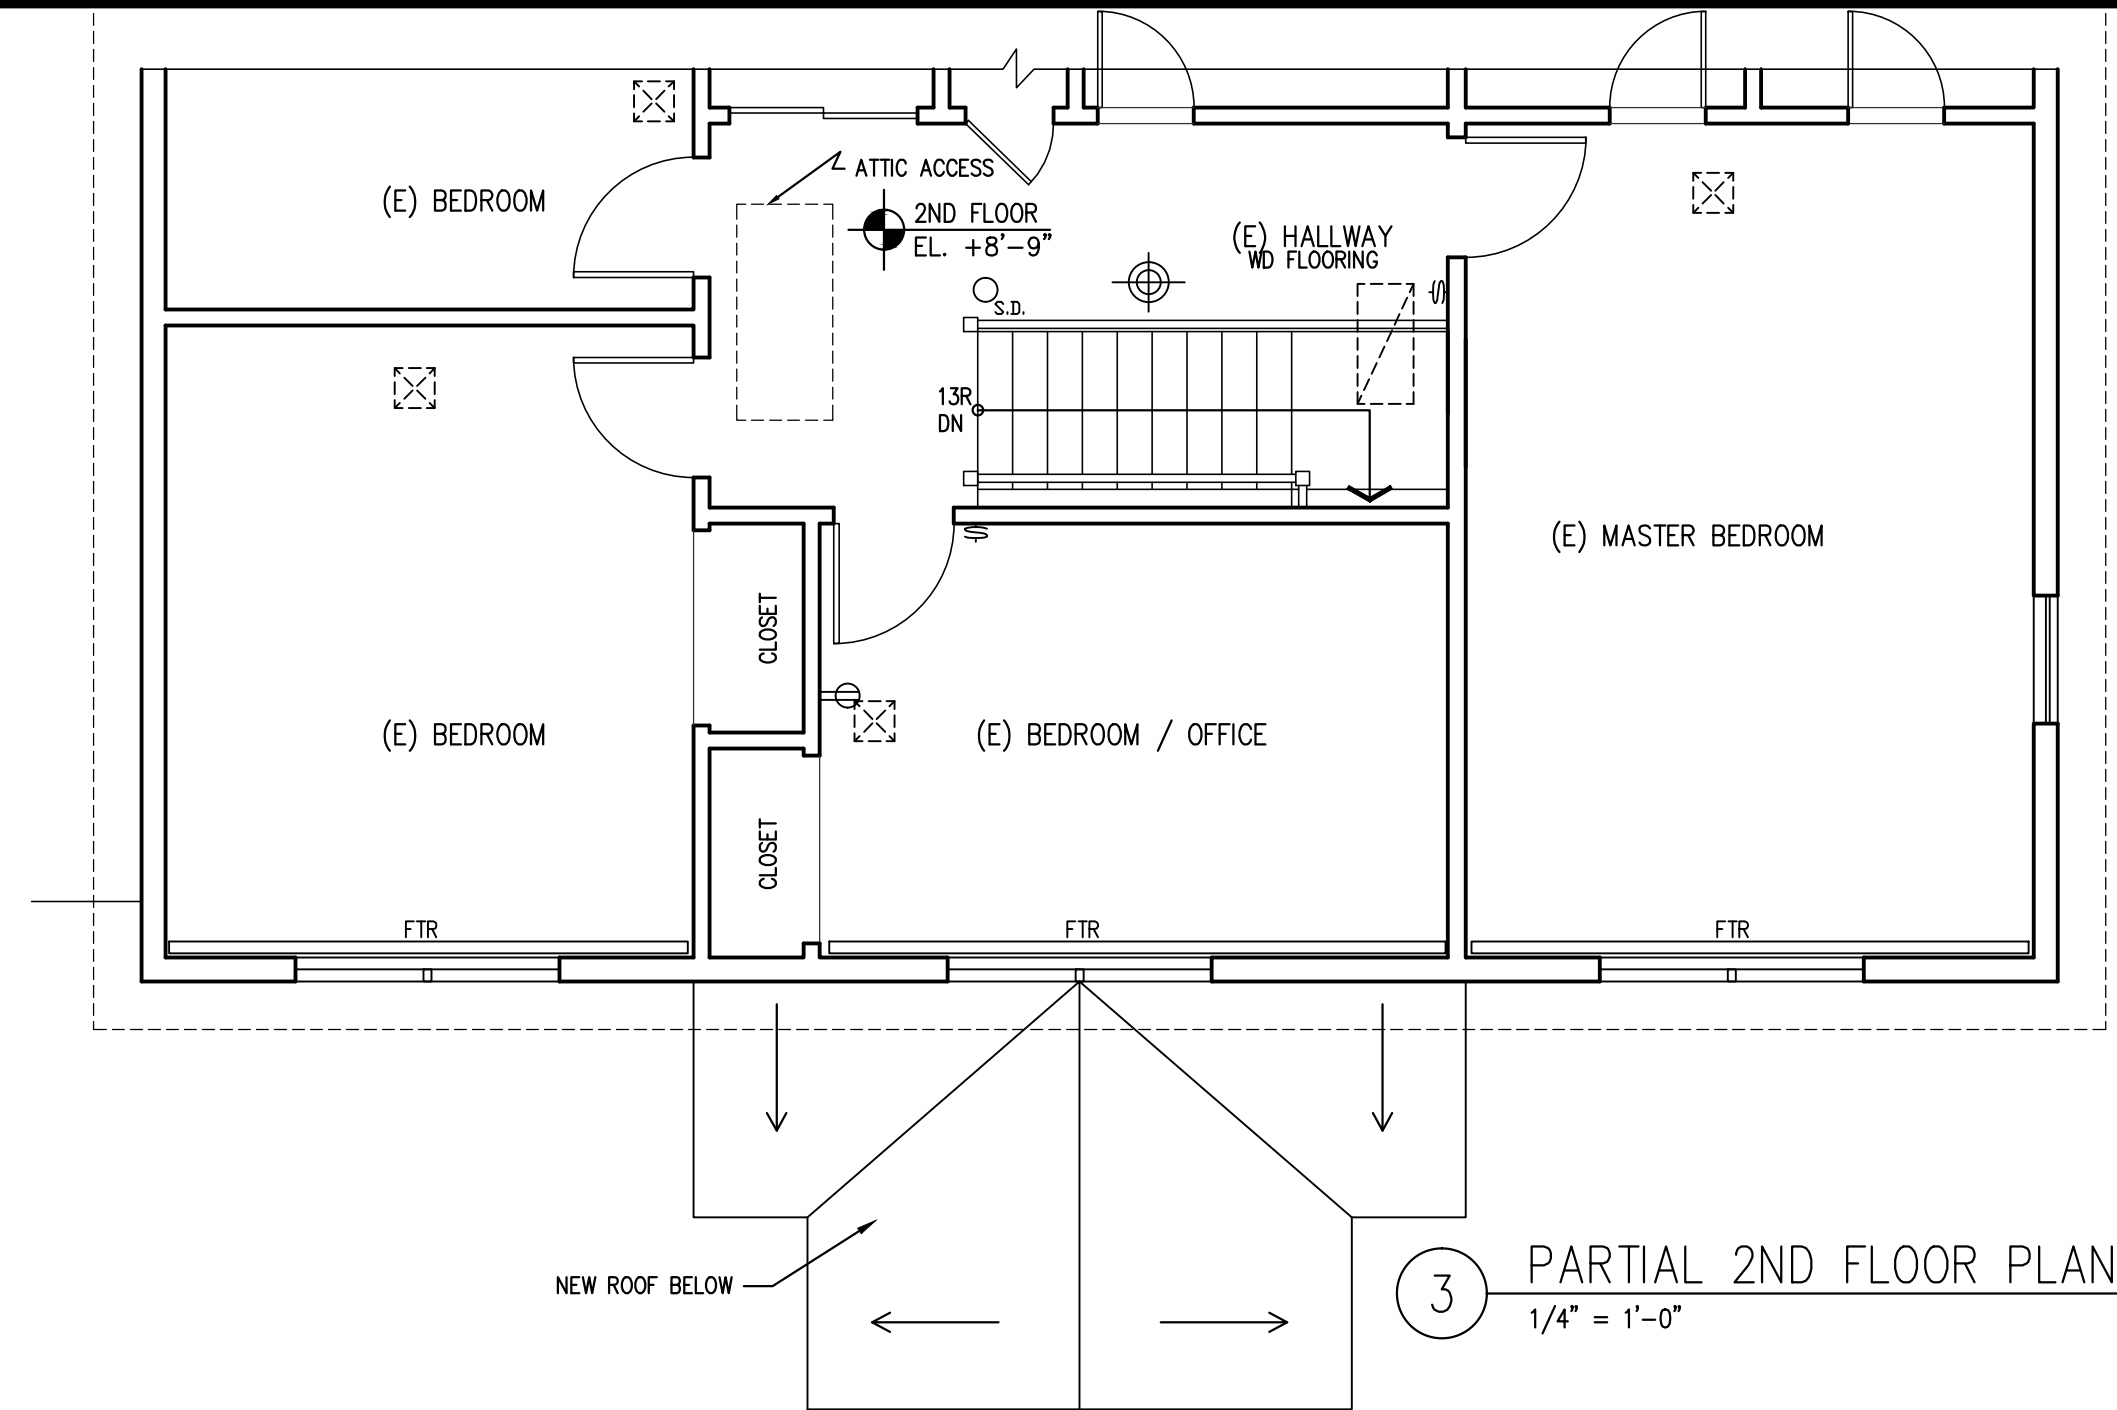 ATTIC ACCESS
(E) BEDROOM
2ND FLOOR
EL. +8'-9"
(E) HALLWAY
WD FLOORING
S.D.
$
13R
DN
$
(E) MASTER BEDROOM
CLOSET
(E) BEDROOM
(E) BEDROOM / OFFICE
CLOSET
FTR
FTR
FTR
NEW ROOF BELOW
3
PARTIAL 2ND FLOOR PLAN
1/4" = 1'-0"